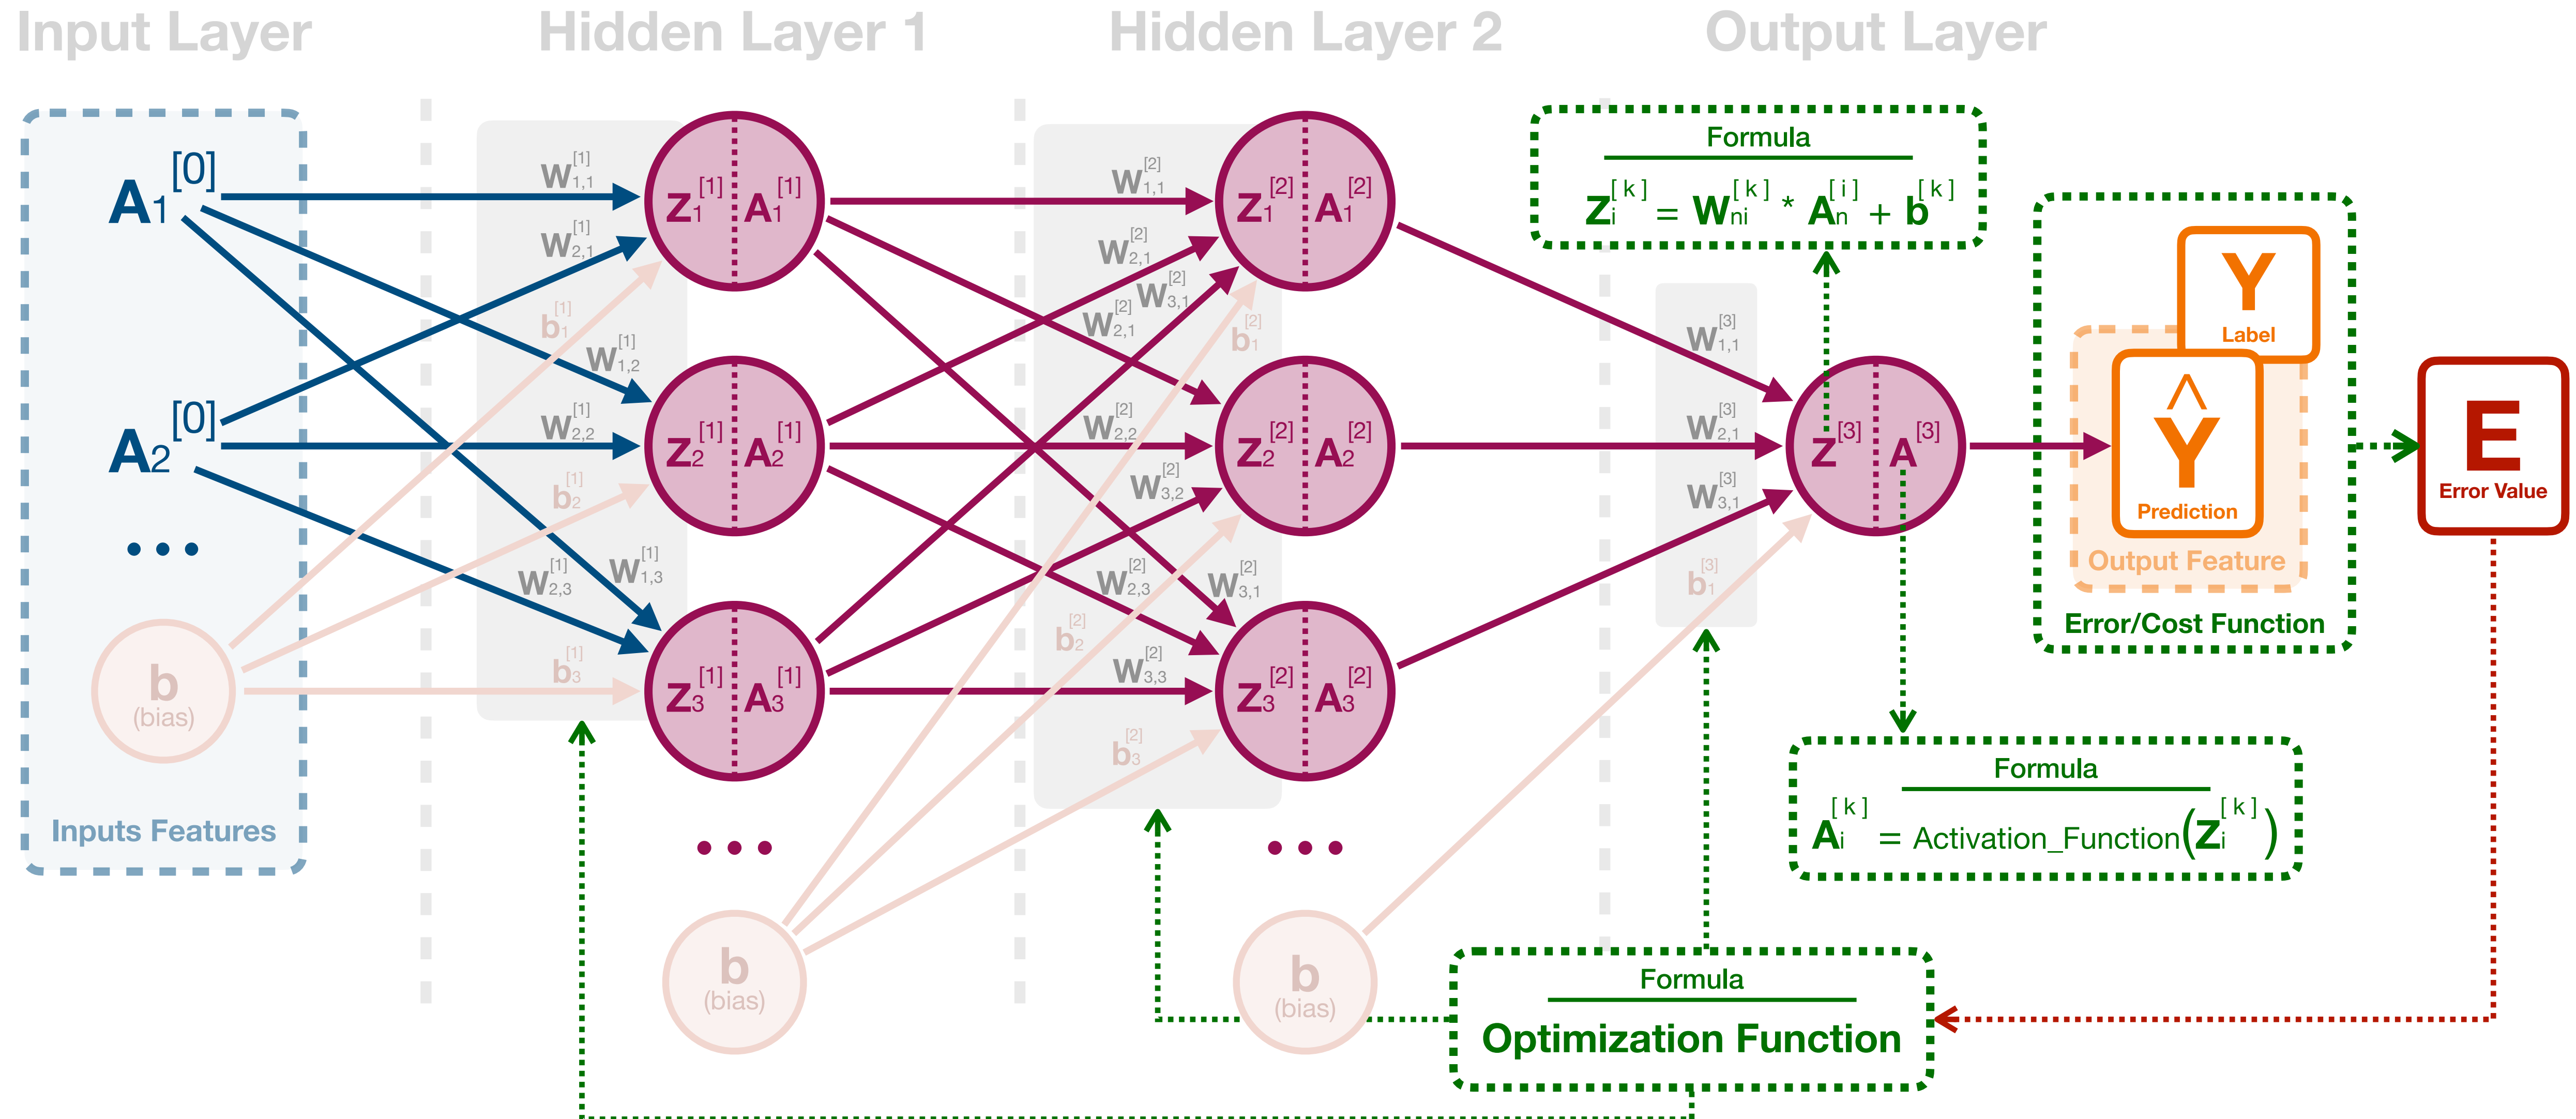 Input Layer
Hidden Layer 1
Hidden Layer 2
Output Layer
A1[0]
A2[0]
...
b
(bias)
Inputs Features
W1,1[1]
W2,1[1]
b1[1]
W1,2[1]
W2,2[1]
b2[1]
W2,3[1]
W1,3[1]
b3[1]
Z1[1] A1[1]
Z2[1] A2[1]
Z3[1] A3[1]
...
b
(bias)
W1,1[2]
W2,1[2]
W3,1[2]
W2,1[2]
b1[2]
W2,2[2]
W3,2[2]
W2,3[2]
W3,1[2]
b2[2]
W3,3[2]
b3[2]
Z1[2] A1[2]
Z2[2] A2[2]
Z3[2] A3[2]
...
b
(bias)
W1,1[3]
W2,1[3]
W3,1[3]
b1[3]
Z[3] A[3]
Formula
Zi[k] = Wni[k] * An[i] + b[k]
Y
Label
Ŷ
Prediction
Output Feature
Error/Cost Function
E
Error Value
Formula
Ai[k] = Activation_Function(Zi[k])
Formula
Optimization Function